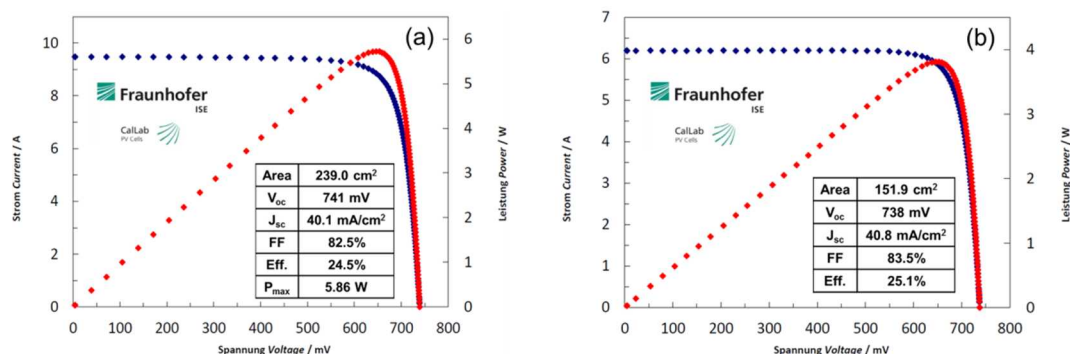 (a)
Strom Current / A
10
8
6
4
2
0
0 100 200 300 400 500 600 700 800
Spannung Voltage / mV
6
5
4
3
2
1
0
Leistung Power / W
Fraunhofer
ISE
CalLab
PV Cells
Area 239.0 cm²
Voc 741 mV
Jsc 40.1 mA/cm²
FF 82.5%
Eff. 24.5%
Pmax 5.86 W
(b)
Strom Current / A
7
6
5
4
3
2
1
0
0 100 200 300 400 500 600 700 800
Spannung Voltage / mV
4
3
2
1
0
Leistung Power / W
Fraunhofer
ISE
CalLab
PV Cells
Area 151.9 cm²
Voc 738 mV
Jsc 40.8 mA/cm²
FF 83.5%
Eff. 25.1%